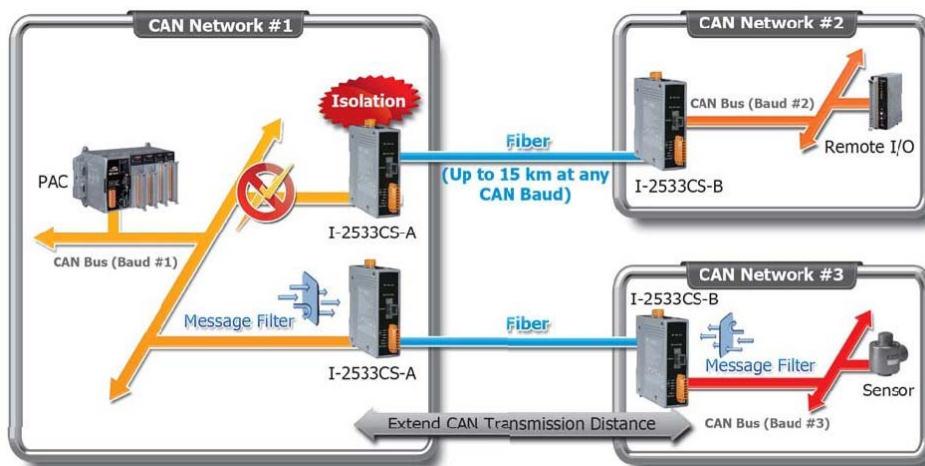 CAN Network #1
Isolation
PAC
CAN Bus (Baud #1)
I-2533CS-A
Message Filter
I-2533CS-A
Fiber
(Up to 15 km at any
CAN Baud)
Fiber
Extend CAN Transmission Distance
CAN Network #2
CAN Bus (Baud #2)
Remote I/O
I-2533CS-B
CAN Network #3
I-2533CS-B
Message Filter
Sensor
CAN Bus (Baud #3)